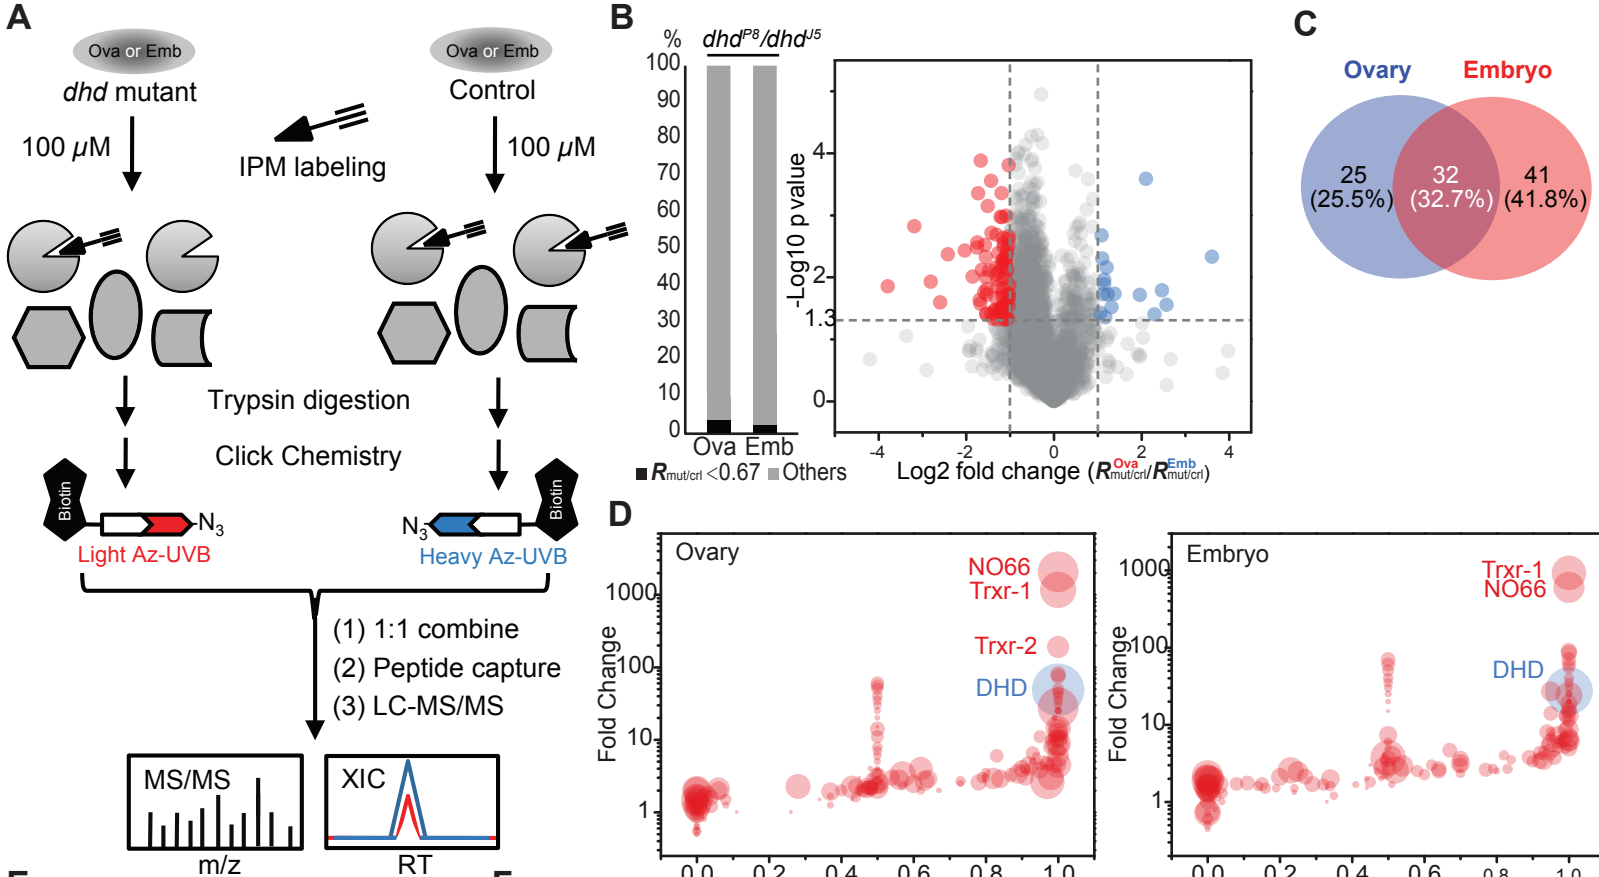 A
Ova or Emb
Ova or Emb
dhd mutant
Control
100 µM
100 µM
IPM labeling
Trypsin digestion
Click Chemistry
Biotin
N3
Light Az-UVB
N3
Biotin
Heavy Az-UVB
(1) 1:1 combine
(2) Peptide capture
(3) LC-MS/MS
MS/MS
m/z
XIC
RT
B
%
dhdP8/dhdJ5
100
90
80
70
60
50
40
30
20
10
0
Ova Emb
Rmut/crl <0.67 Others
-Log10 p value
4
2
1.3
0
-4 -2 0 2 4
Log2 fold change (ROvamut/crl/REmbmut/crl)
C
Ovary Embryo
25
(25.5%)
32
(32.7%)
41
(41.8%)
D
Ovary
Fold Change
1000
100
10
1
NO66
Trxr-1
Trxr-2
DHD
0.0 0.2 0.4 0.6 0.8 1.0
Embryo
Fold Change
1000
100
10
1
Trxr-1
NO66
DHD
0.0 0.2 0.4 0.6 0.8 1.0